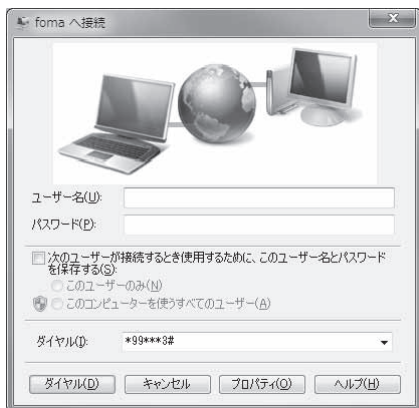 foma へ接続
ユーザー名(U):
パスワード(P):
次のユーザーが接続するとき使用するために、このユーザー名とパスワード
を保存する(S):
このユーザーのみ(N)
このコンピューターを使うすべてのユーザー(A)
ダイヤル(I): *99***3#
ダイヤル(D) キャンセル プロパティ(O) ヘルプ(H)